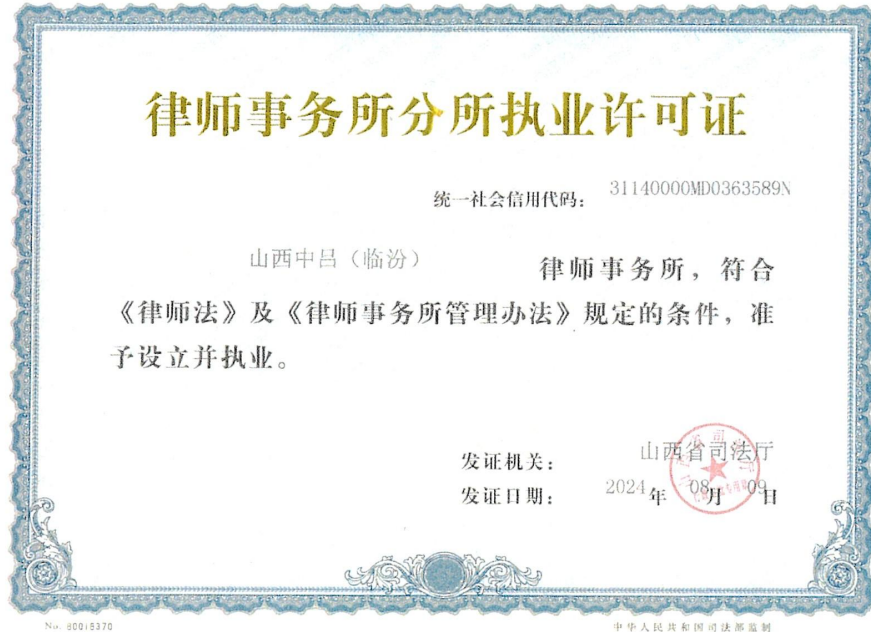 律师事务所分所执业许可证
统一社会信用代码： 31140000MD0363589N
山西中吕（临汾） 律师事务所，符合
《律师法》及《律师事务所管理办法》规定的条件，准
予设立并执业。
发证机关： 山西省司法厅
发证日期： 2024年 08月 09日
No. 80015370
中华人民共和国司法部监制